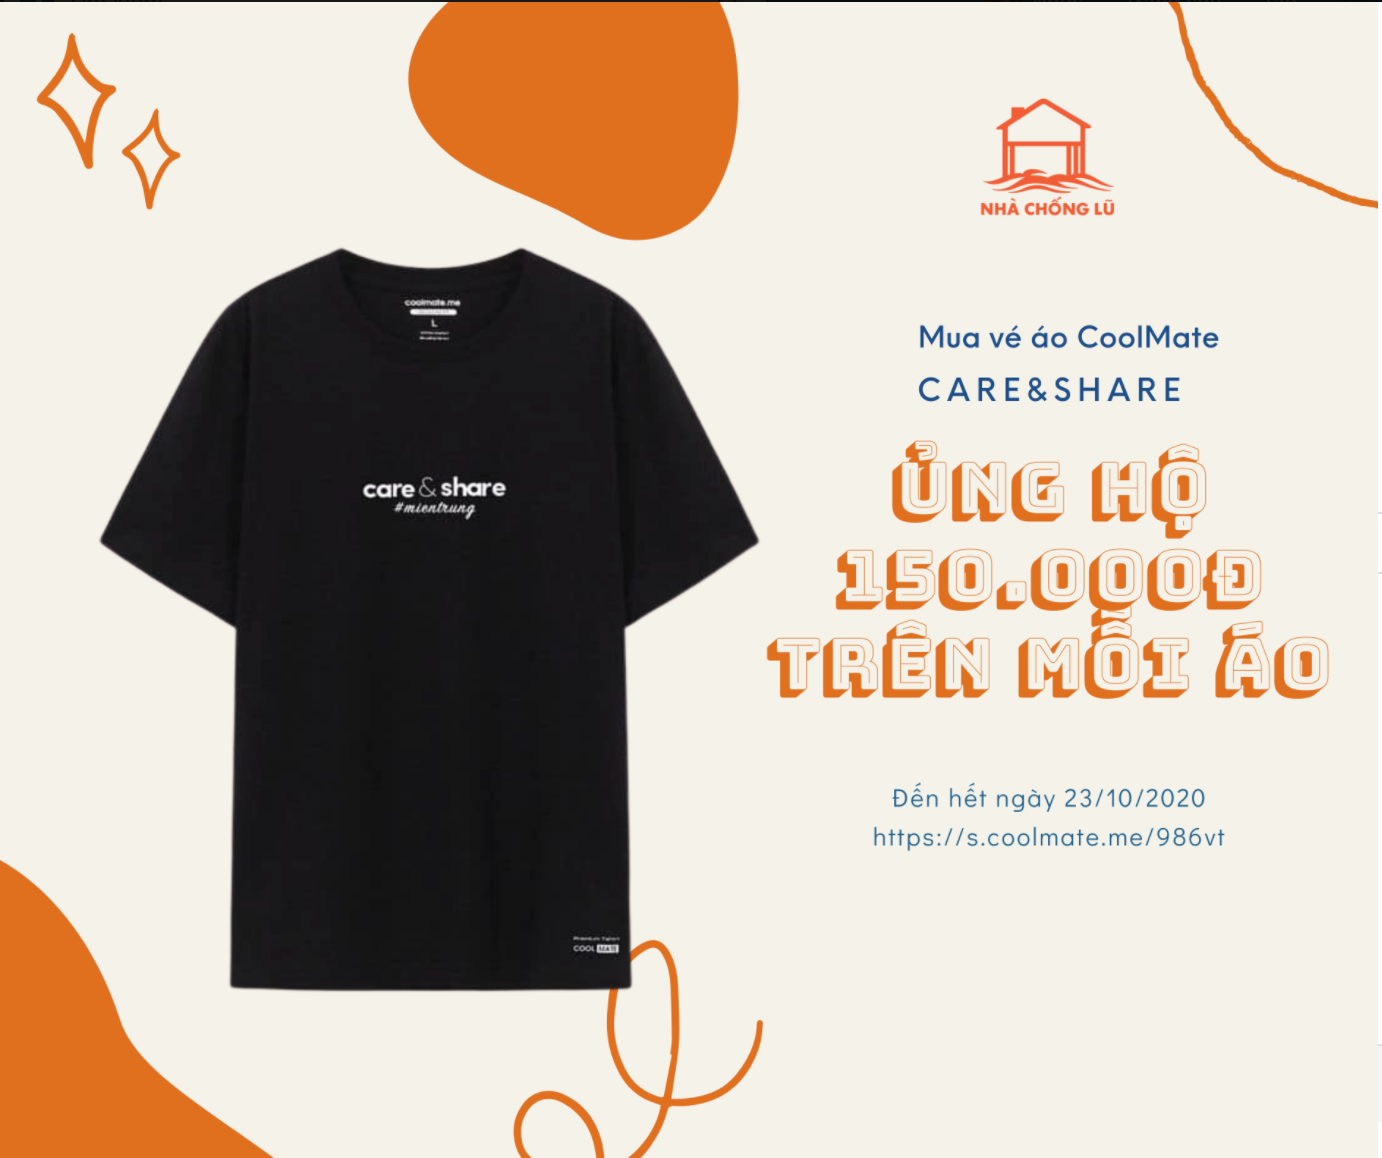 NHÀ CHỐNG LŨ
coolmate.me
L
Mua vé áo CoolMate
CARE&SHARE
care & share
#mientrung
ỦNG HỘ
150.000Đ
TRÊN MỖI ÁO
Đến hết ngày 23/10/2020
https://s.coolmate.me/986vt
COOLMATE